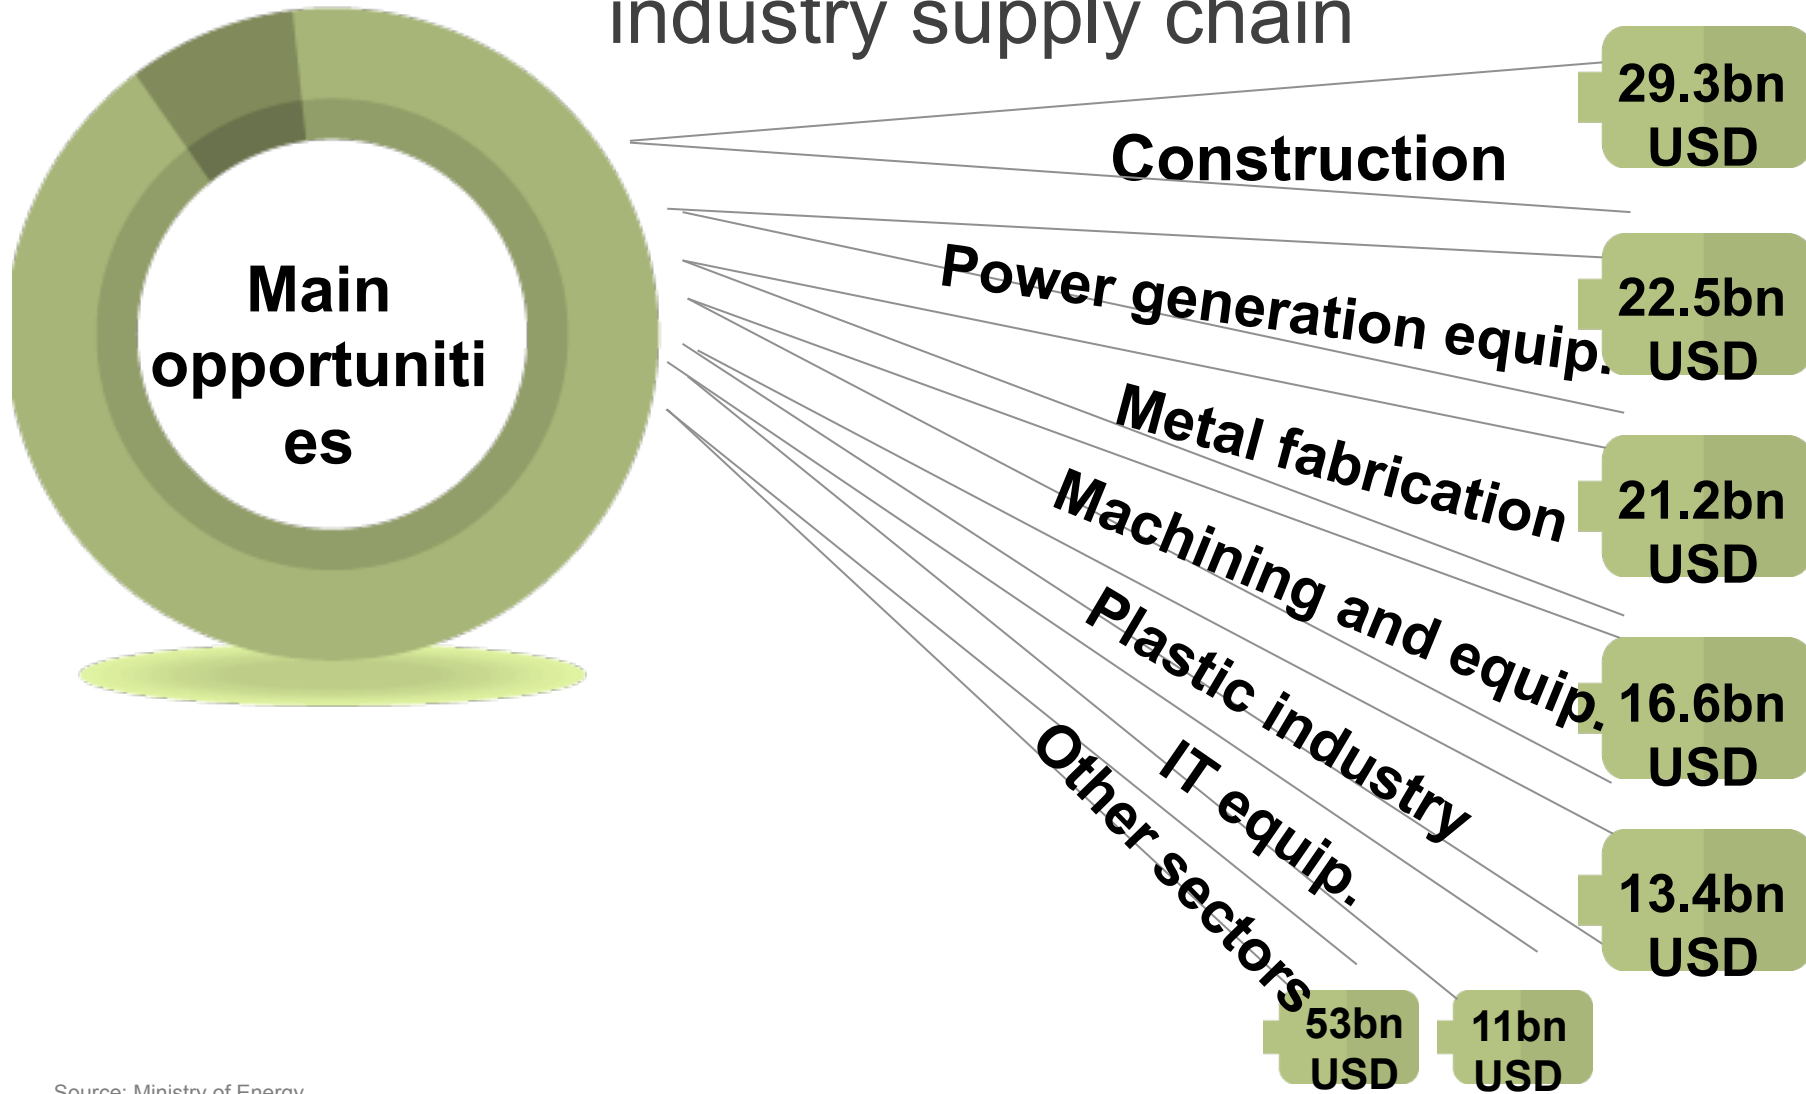 industry supply chain
Main
opportuniti
es
Construction
29.3bn
USD
Power generation equip.
22.5bn
USD
Metal fabrication
21.2bn
USD
Machining and equip.
16.6bn
USD
Plastic industry
13.4bn
USD
IT equip.
11bn
USD
Other sectors
53bn
USD
Source: Ministry of Energy